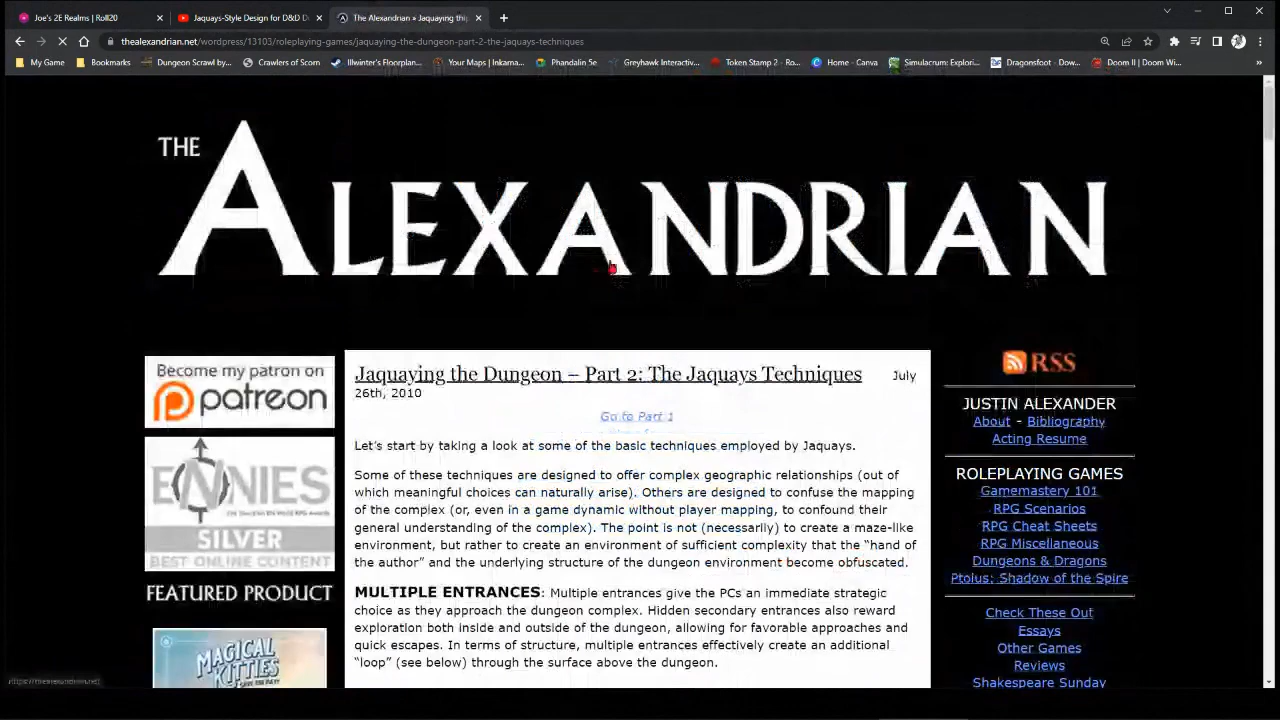 Joe's 2E Realms | Roll20
Jaquays-Style Design for D&D D
The Alexandrian » Jaquaying the
thealexandrian.net/wordpress/13103/roleplaying-games/jaquaying-the-dungeon-part-2-the-jaquays-techniques
My Game
Bookmarks
Dungeon Scrawl by...
Crawlers of Scorn
Illwinter's Floorplan...
Your Maps | Inkarna...
Phandalin 5e
Greyhawk Interactiv...
Token Stamp 2 - Ro...
Home - Canva
Simulacrum: Explori...
Dragonsfoot - Dow...
Doom II | Doom Wi...
»
THE ALEXANDRIAN
Become my patron on
patreon
ENNIES
SILVER
BEST ONLINE CONTENT
FEATURED PRODUCT
MAGICAL
KITTIES
Jaquaying the Dungeon – Part 2: The Jaquays Techniques July
26th, 2010
Go to Part 1
Let's start by taking a look at some of the basic techniques employed by Jaquays.
Some of these techniques are designed to offer complex geographic relationships (out of
which meaningful choices can naturally arise). Others are designed to confuse the mapping
of the complex (or, even in a game dynamic without player mapping, to confound their
general understanding of the complex). The point is not (necessarily) to create a maze-like
environment, but rather to create an environment of sufficient complexity that the "hand of
the author" and the underlying structure of the dungeon environment become obfuscated.
MULTIPLE ENTRANCES: Multiple entrances give the PCs an immediate strategic
choice as they approach the dungeon complex. Hidden secondary entrances also reward
exploration both inside and outside of the dungeon, allowing for favorable approaches and
quick escapes. In terms of structure, multiple entrances effectively create an additional
"loop" (see below) through the surface above the dungeon.
RSS
JUSTIN ALEXANDER
About - Bibliography
Acting Resume
ROLEPLAYING GAMES
Gamemastery 101
RPG Scenarios
RPG Cheat Sheets
RPG Miscellaneous
Dungeons & Dragons
Ptolus: Shadow of the Spire
Check These Out
Essays
Other Games
Reviews
Shakespeare Sunday